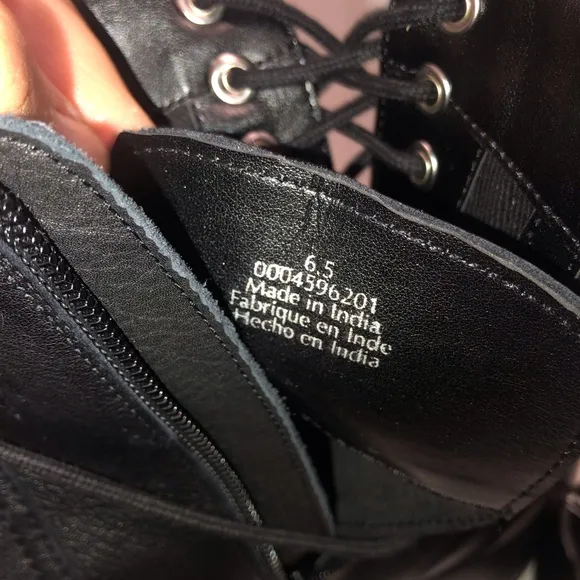 6.5
0004596201
Made in India
Fabrique en Inde
Hecho en India